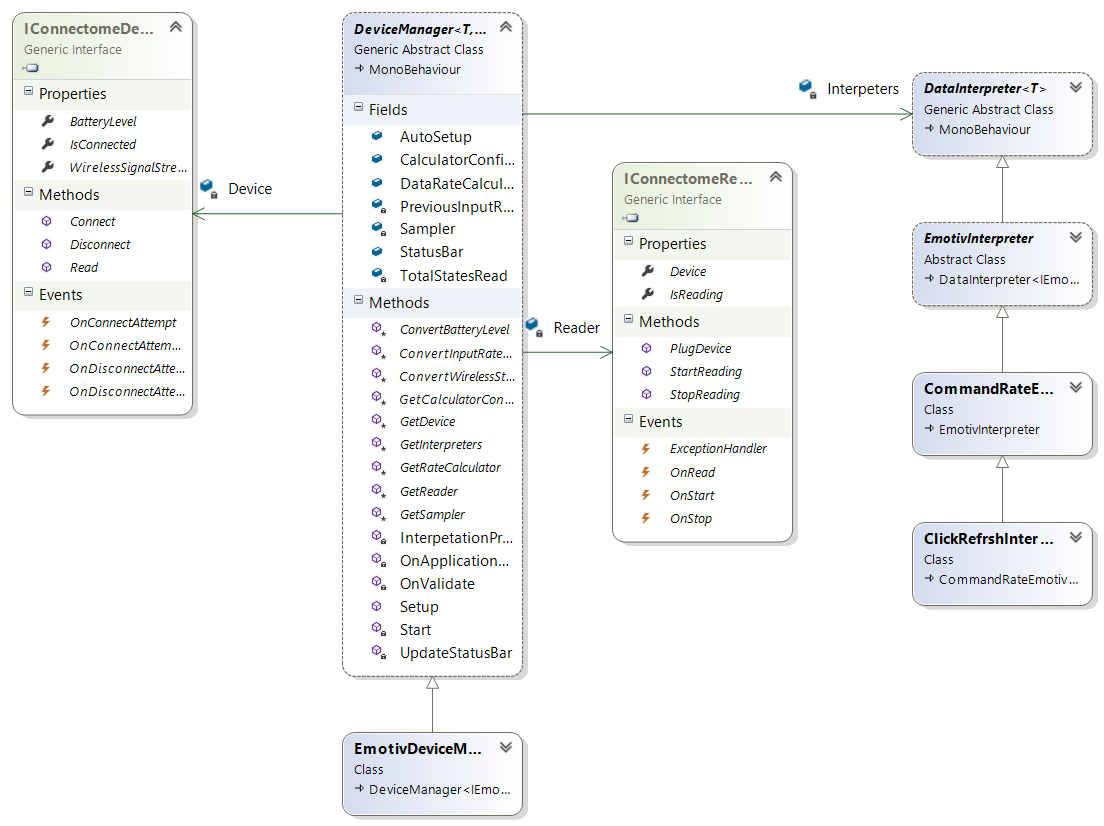 IConnectomeDe...
Generic Interface
Properties
BatteryLevel
IsConnected
WirelessSignalStre...
Methods
Connect
Disconnect
Read
Events
OnConnectAttempt
OnConnectAttem...
OnDisconnectAtte...
OnDisconnectAtte...
Device
DeviceManager<T,...
Generic Abstract Class
MonoBehaviour
Fields
AutoSetup
CalculatorConfi...
DataRateCalcul...
PreviousInputR...
Sampler
StatusBar
TotalStatesRead
Methods
ConvertBatteryLevel
ConvertInputRate...
ConvertWirelessSt...
GetCalculatorCon...
GetDevice
GetInterpreters
GetRateCalculator
GetReader
GetSampler
InterpetationPr...
OnApplication...
OnValidate
Setup
Start
UpdateStatusBar
EmotivDeviceM...
Class
DeviceManager<IEmo...
Reader
IConnectomeRe...
Generic Interface
Properties
Device
IsReading
Methods
PlugDevice
StartReading
StopReading
Events
ExceptionHandler
OnRead
OnStart
OnStop
Interpeters
DataInterpreter<T>
Generic Abstract Class
MonoBehaviour
EmotivInterpreter
Abstract Class
DataInterpreter<IEmo...
CommandRateE...
Class
EmotivInterpreter
ClickRefrshInter...
Class
CommandRateEmotiv...